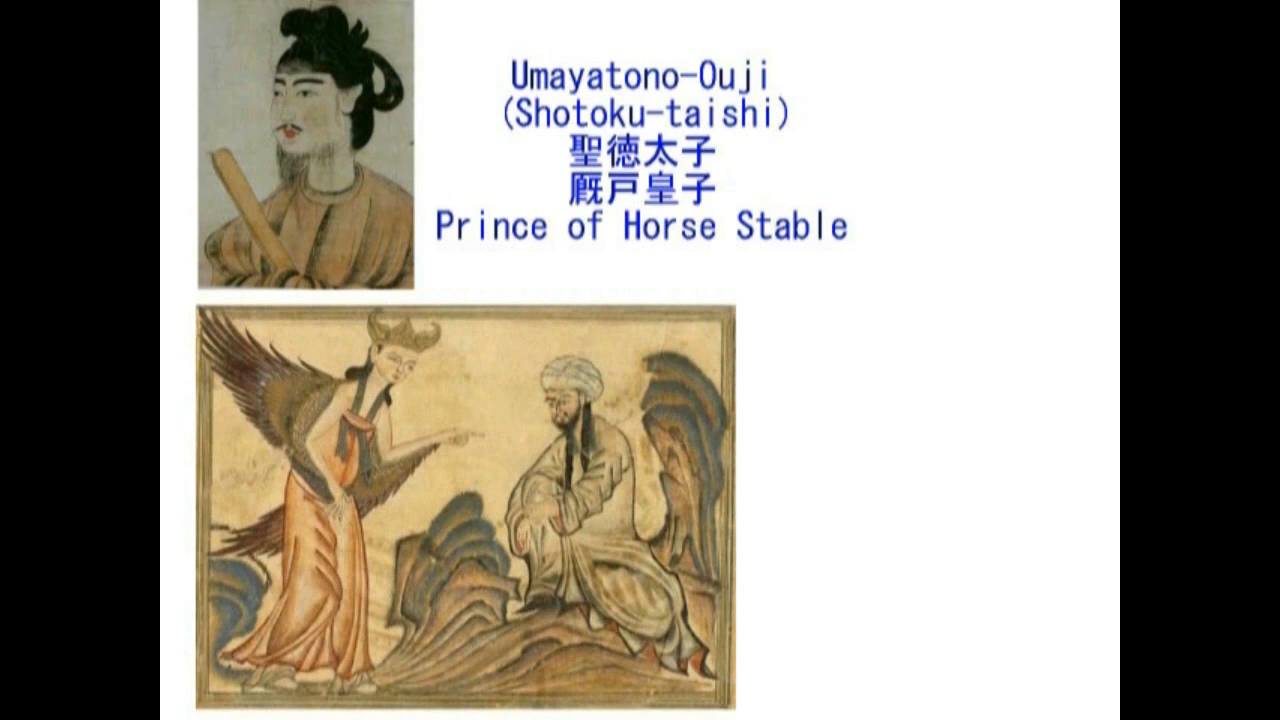 Umayatono-Ouji
(Shotoku-taishi)
聖徳太子
厩戸皇子
Prince of Horse Stable